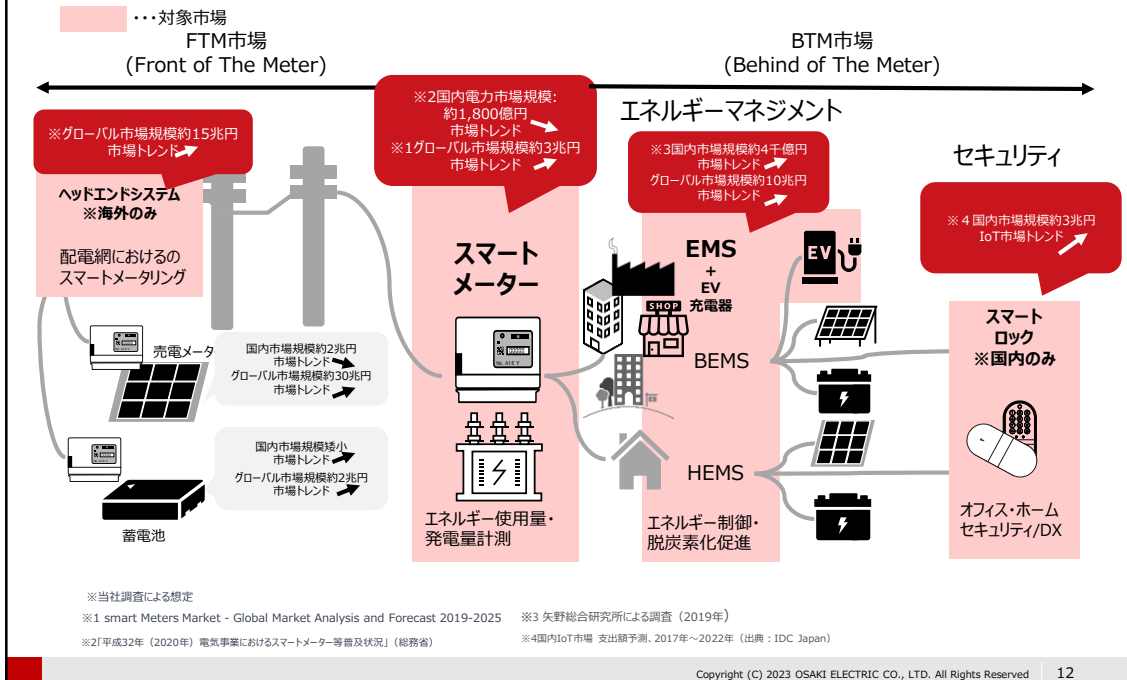 ・・・対象市場
FTM市場
(Front of The Meter)
BTM市場
(Behind of The Meter)
※グローバル市場規模約15兆円
市場トレンド
ヘッドエンドシステム
※海外のみ
配電網におけるの
スマートメータリング
売電メータ
国内市場規模約2兆円
市場トレンド
グローバル市場規模約30兆円
市場トレンド
国内市場規模矮小
市場トレンド
グローバル市場規模約2兆円
市場トレンド
蓄電池
※2国内電力市場規模:
約1,800億円
市場トレンド
※1グローバル市場規模約3兆円
市場トレンド
スマート
メーター
エネルギー使用量・
発電量計測
エネルギーマネジメント
※3国内市場規模約4千億円
市場トレンド
グローバル市場規模約10兆円
市場トレンド
EMS
+
EV
充電器
EV
SHOP
BEMS
HEMS
エネルギー制御・
脱炭素化促進
セキュリティ
※４国内市場規模約3兆円
IoT市場トレンド
スマート
ロック
※国内のみ
オフィス・ホーム
セキュリティ/DX
※当社調査による想定
※1 smart Meters Market - Global Market Analysis and Forecast 2019-2025
※3 矢野総合研究所による調査（2019年）
※2「平成32年（2020年）電気事業におけるスマートメーター等普及状況」（総務省）
※4国内IoT市場 支出額予測、2017年～2022年（出典：IDC Japan）
Copyright (C) 2023 OSAKI ELECTRIC CO., LTD. All Rights Reserved
12